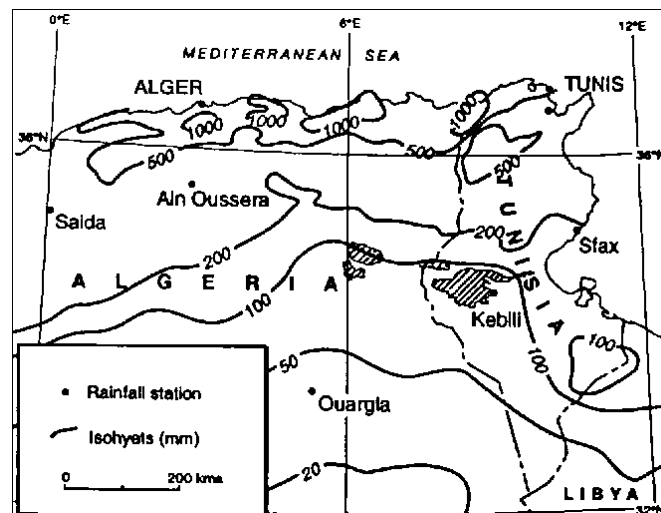 0°E
6°E
12°E
MEDITERRANEAN SEA
ALGER
TUNIS
1000
1000
1000
1000
36°N
36°N
500
500
500
Ain Oussera
Saida
TUNISIA
200
200
Sfax
ALGERIA
100
Kebili
100
100
50
Ouargla
20
Rainfall station
Isohyets (mm)
0 200 kms
LIBYA
32°N